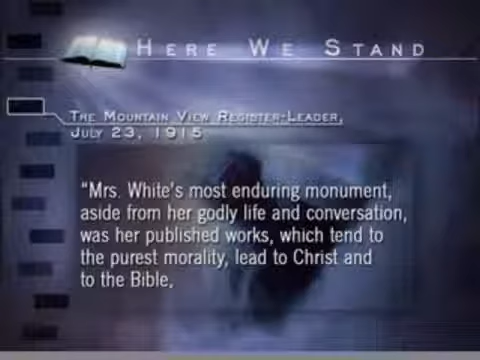 HERE WE STAND
THE MOUNTAIN VIEW REGISTER-LEADER,
JULY 23, 1915
"Mrs. White's most enduring monument,
aside from her godly life and conversation,
was her published works, which tend to
the purest morality, lead to Christ and
to the Bible,